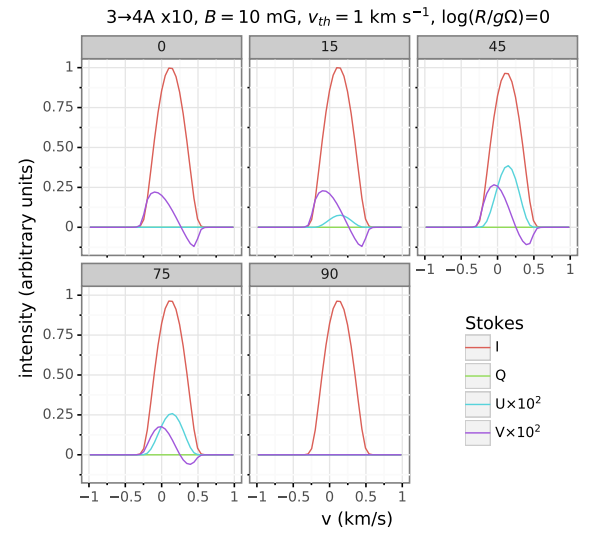 3→4A x10, B = 10 mG, v_th = 1 km s⁻¹, log(R/gΩ)=0
0 15 45
1
0.75
0.50
0.25
0
−1 −0.5 0 0.5 1
75 90
1
0.75
0.50
0.25
0
−1 −0.5 0 0.5 1 −1 −0.5 0 0.5 1
intensity (arbitrary units)
v (km/s)
Stokes
I
Q
U×10²
V×10²